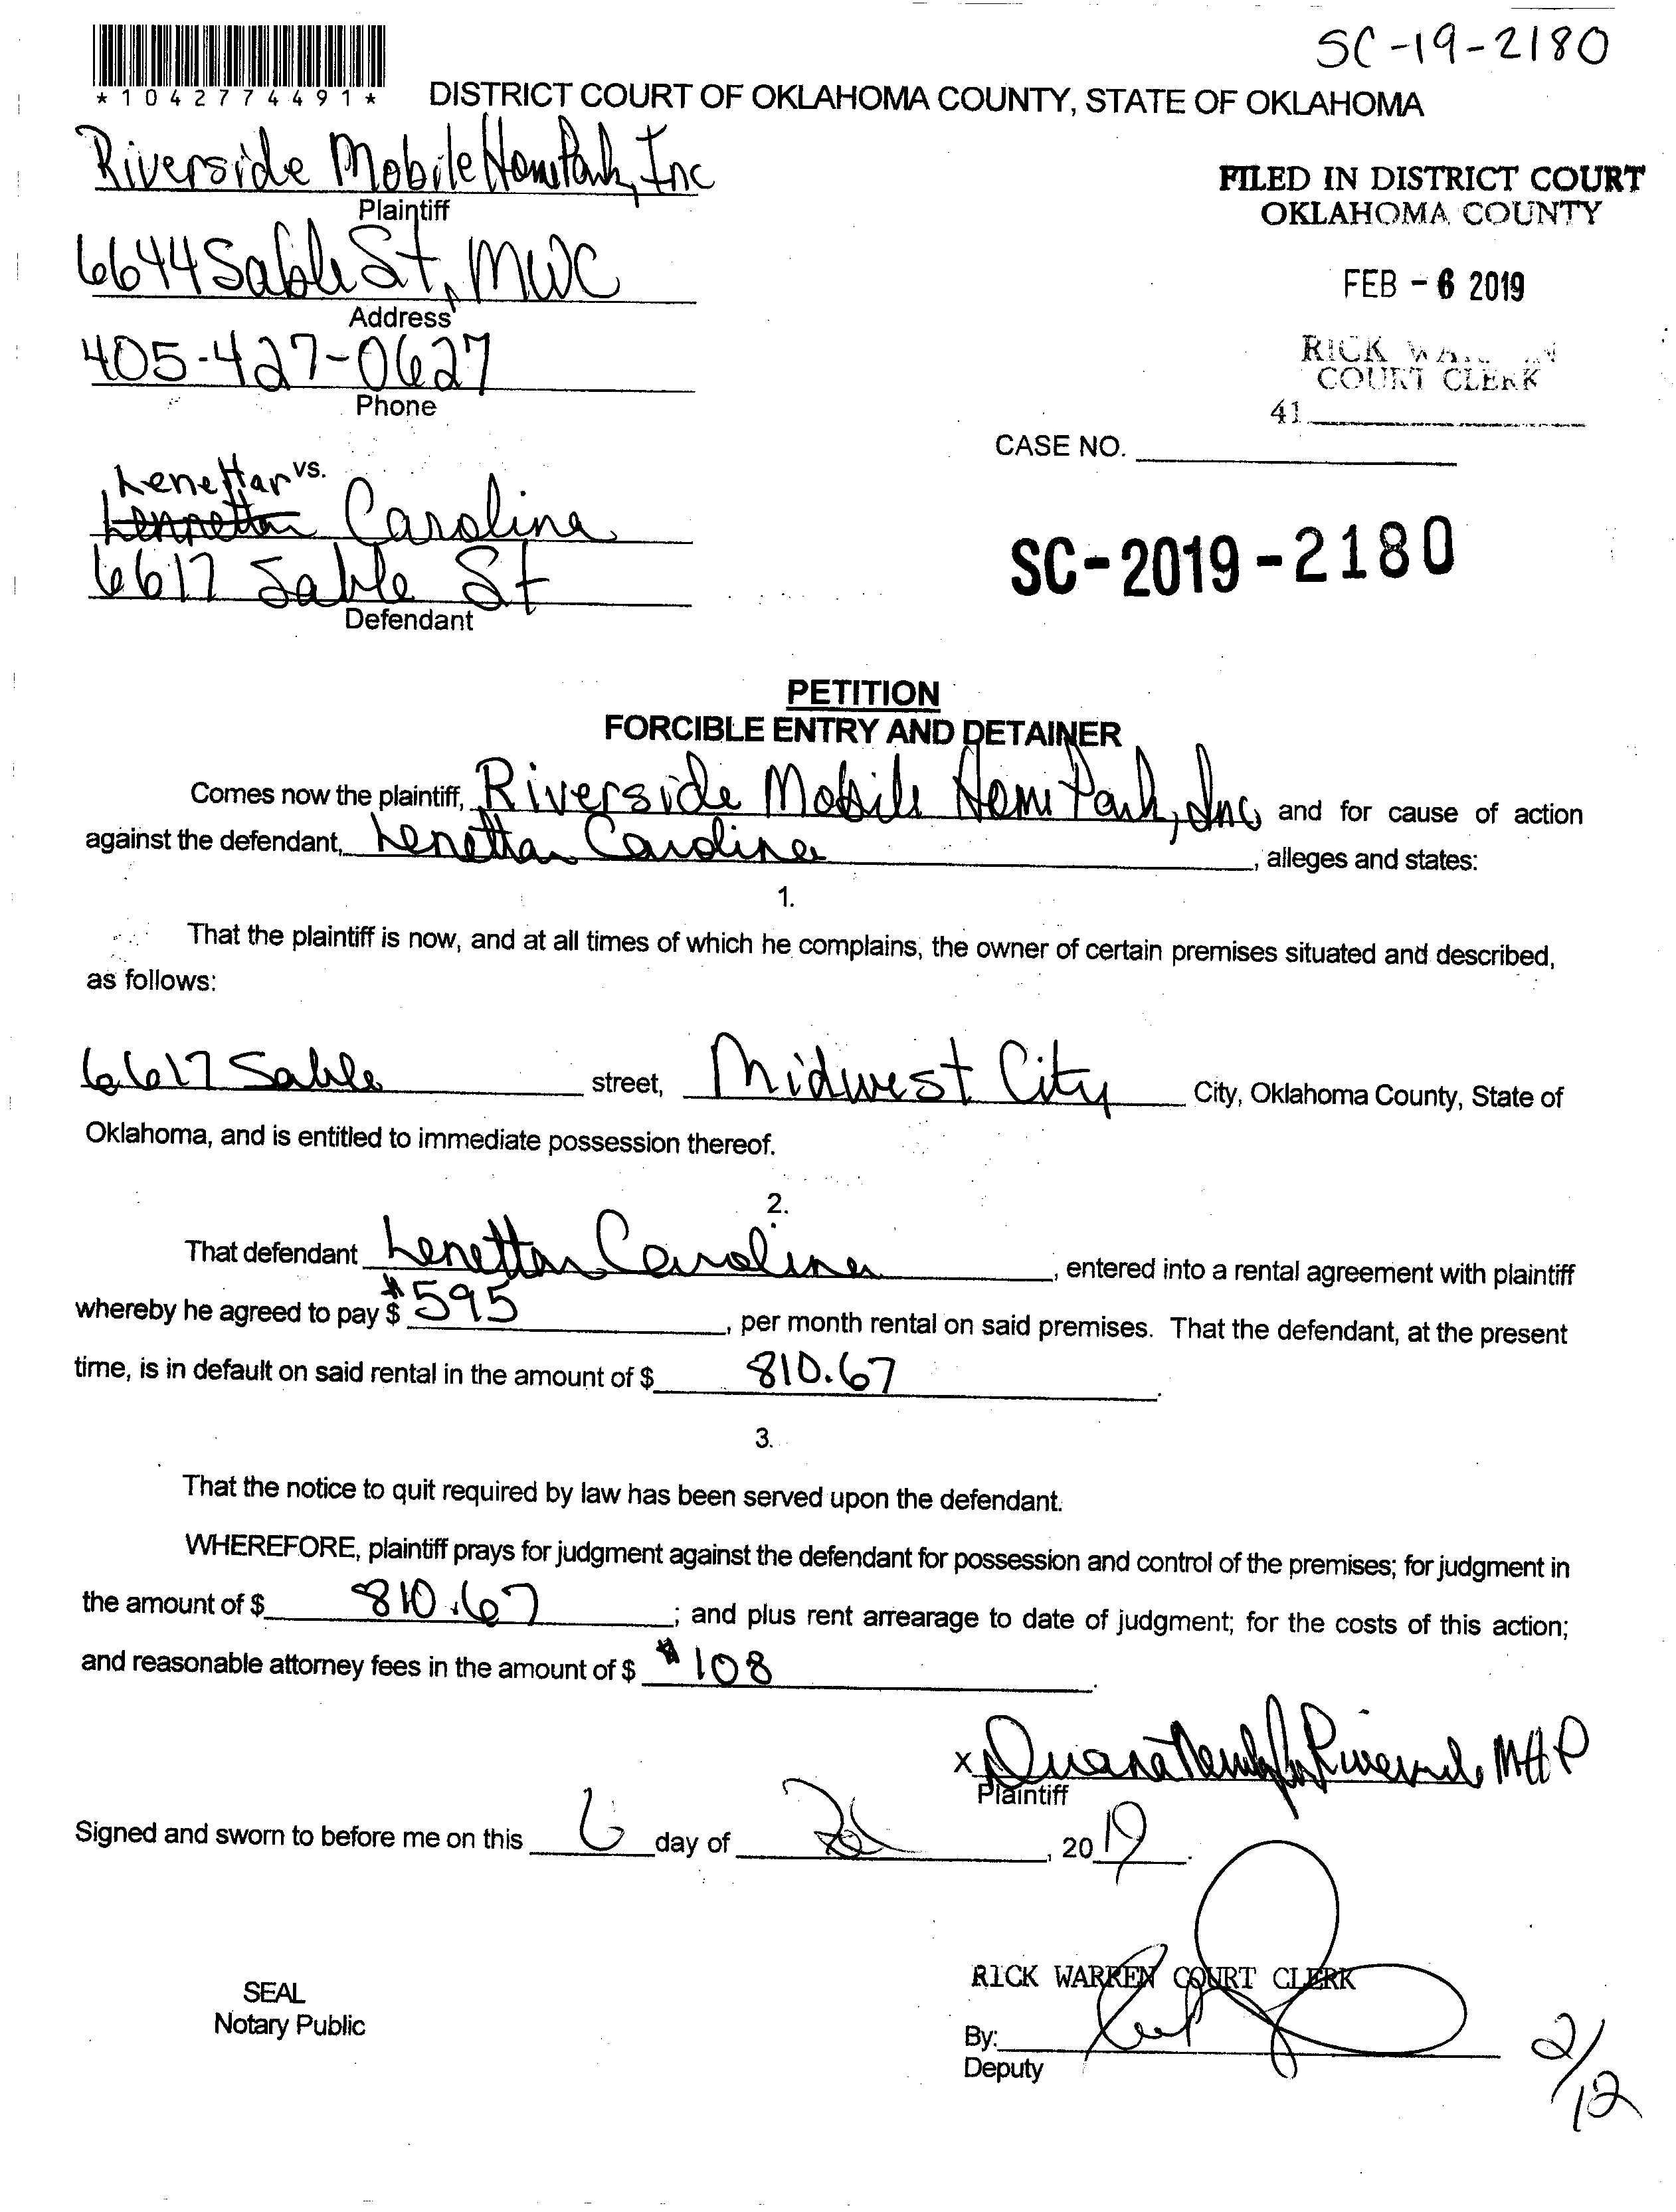 SC-19-2180
*1042774491*
DISTRICT COURT OF OKLAHOMA COUNTY, STATE OF OKLAHOMA
Riverside Mobile Home Park, Inc
Plaintiff
FILED IN DISTRICT COURT
OKLAHOMA COUNTY
6644 Sable St, MWC
Address
FEB - 6 2019
405-427-0627
Phone
RICK
COURT CLERK
41
CASE NO.
vs.
Lenettar
Lennetta Carolina
6617 Sable St
Defendant
SC-2019-2180
PETITION
FORCIBLE ENTRY AND DETAINER
Comes now the plaintiff, Riverside Mobile Home Park, Inc and for cause of action
against the defendant, Lenetta Carolina, alleges and states:
1.
That the plaintiff is now, and at all times of which he complains, the owner of certain premises situated and described,
as follows:
6617 Sable street, Midwest City City, Oklahoma County, State of
Oklahoma, and is entitled to immediate possession thereof.
2.
That defendant Lenetta Carolina, entered into a rental agreement with plaintiff
whereby he agreed to pay $ $595, per month rental on said premises. That the defendant, at the present
time, is in default on said rental in the amount of $ 810.67.
3.
That the notice to quit required by law has been served upon the defendant.
WHEREFORE, plaintiff prays for judgment against the defendant for possession and control of the premises; for judgment in
the amount of $ 810.67; and plus rent arrearage to date of judgment; for the costs of this action;
and reasonable attorney fees in the amount of $ $108.
x MHP
Plaintiff
Signed and sworn to before me on this 6 day of , 2019.
RICK WARREN COURT CLERK
SEAL
Notary Public
By:
Deputy
2/12